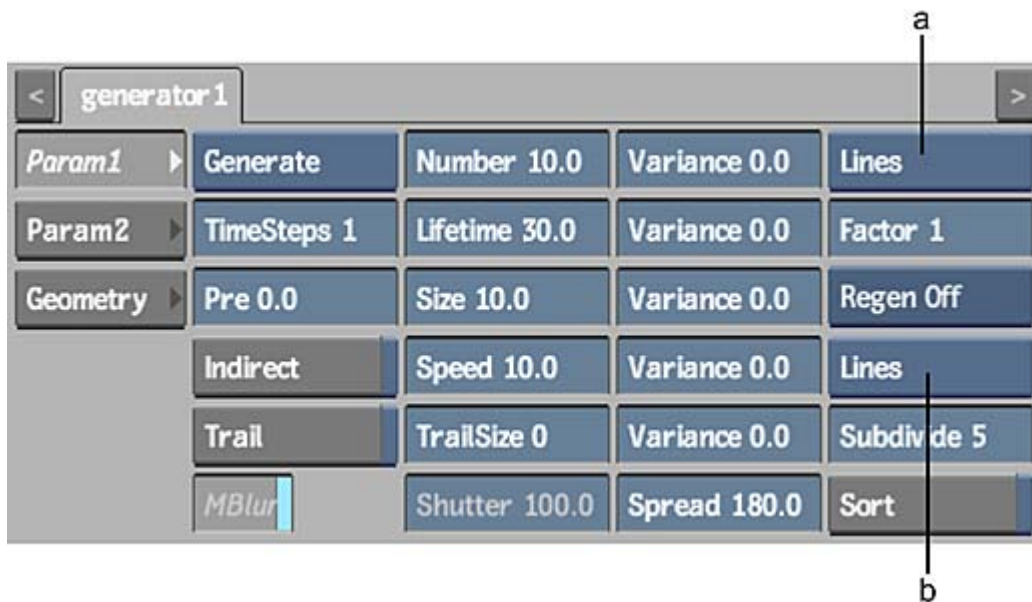 a
< generator1 >
Param1 Generate Number 10.0 Variance 0.0 Lines
Param2 TimeSteps 1 Lifetime 30.0 Variance 0.0 Factor 1
Geometry Pre 0.0 Size 10.0 Variance 0.0 Regen Off
Indirect Speed 10.0 Variance 0.0 Lines
Trail TrailSize 0 Variance 0.0 Subdivide 5
MBlur Shutter 100.0 Spread 180.0 Sort
b